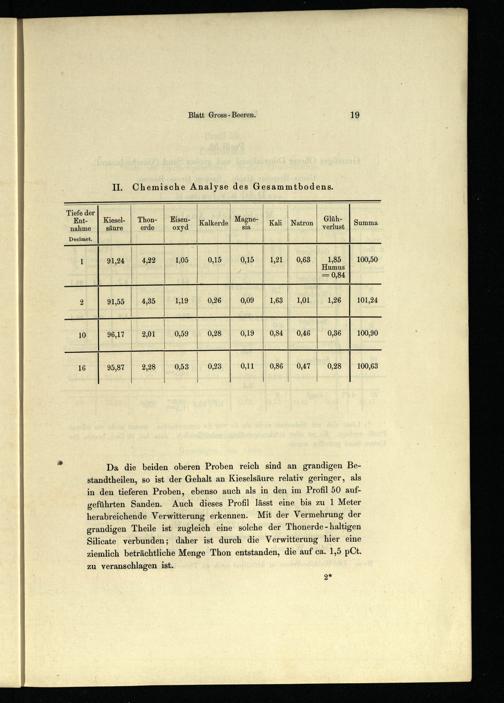 Blatt Gross-Beeren. 19
II. Chemische Analyse des Gesammtbodens.
Tiefe der Entnahme Decimet. | Kieselsäure | Thonerde | Eisenoxyd | Kalkerde | Magnesia | Kali | Natron | Glühverlust | Summa
1 | 91,24 | 4,22 | 1,05 | 0,15 | 0,15 | 1,21 | 0,63 | 1,85 Humus = 0,84 | 100,50
2 | 91,55 | 4,35 | 1,19 | 0,26 | 0,09 | 1,63 | 1,01 | 1,26 | 101,24
10 | 96,17 | 2,01 | 0,59 | 0,28 | 0,19 | 0,84 | 0,46 | 0,36 | 100,90
16 | 95,87 | 2,28 | 0,53 | 0,23 | 0,11 | 0,86 | 0,47 | 0,28 | 100,63
Da die beiden oberen Proben reich sind an grandigen Be-
standtheilen, so ist der Gehalt an Kieselsäure relativ geringer, als
in den tieferen Proben, ebenso auch als in den im Profil 50 auf-
geführten Sanden. Auch dieses Profil lässt eine bis zu 1 Meter
herabreichende Verwitterung erkennen. Mit der Vermehrung der
grandigen Theile ist zugleich eine solche der Thonerde-haltigen
Silicate verbunden; daher ist durch die Verwitterung hier eine
ziemlich beträchtliche Menge Thon entstanden, die auf ca. 1,5 pCt.
zu veranschlagen ist.
2*